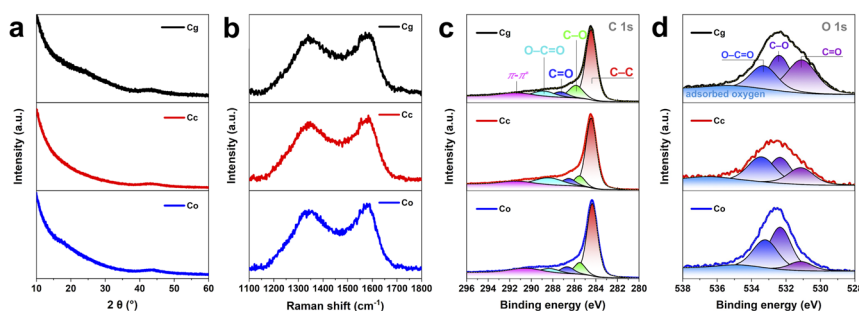 a
Cg
Cc
Co
Intensity (a.u.)
10 20 30 40 50 60
2 θ (°)
b
Cg
Cc
Co
Intensity (a.u.)
1100 1200 1300 1400 1500 1600 1700 1800
Raman shift (cm-1)
c
C 1s
Cg
C–O
O–C=O
C=O
π-π*
C–C
Cc
Co
Intensity (a.u.)
296 294 292 290 288 286 284 282 280
Binding energy (eV)
d
O 1s
Cg
C–O
O–C=O
C=O
adsorbed oxygen
Cc
Co
Intensity (a.u.)
538 536 534 532 530 528
Binding energy (eV)